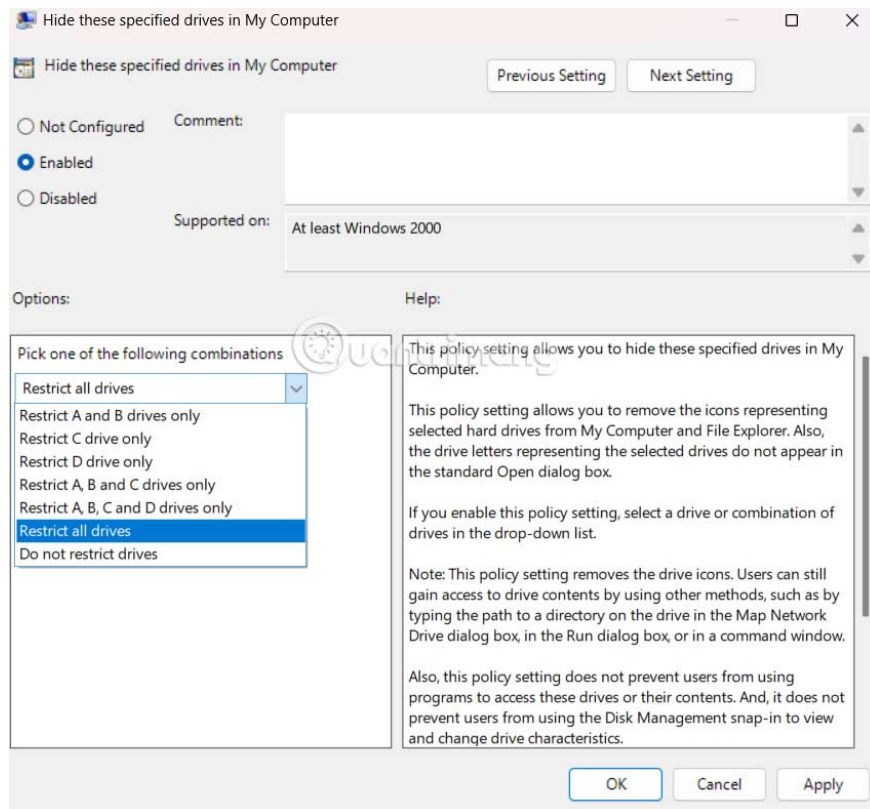 Hide these specified drives in My Computer
Hide these specified drives in My Computer
Previous Setting
Next Setting
Not Configured
Comment:
Enabled
Disabled
Supported on:
At least Windows 2000
Options:
Help:
Pick one of the following combinations
Restrict all drives
Restrict A and B drives only
Restrict C drive only
Restrict D drive only
Restrict A, B and C drives only
Restrict A, B, C and D drives only
Restrict all drives
Do not restrict drives
Quantrimang
This policy setting allows you to hide these specified drives in My
Computer.
This policy setting allows you to remove the icons representing
selected hard drives from My Computer and File Explorer. Also,
the drive letters representing the selected drives do not appear in
the standard Open dialog box.
If you enable this policy setting, select a drive or combination of
drives in the drop-down list.
Note: This policy setting removes the drive icons. Users can still
gain access to drive contents by using other methods, such as by
typing the path to a directory on the drive in the Map Network
Drive dialog box, in the Run dialog box, or in a command window.
Also, this policy setting does not prevent users from using
programs to access these drives or their contents. And, it does not
prevent users from using the Disk Management snap-in to view
and change drive characteristics.
OK
Cancel
Apply